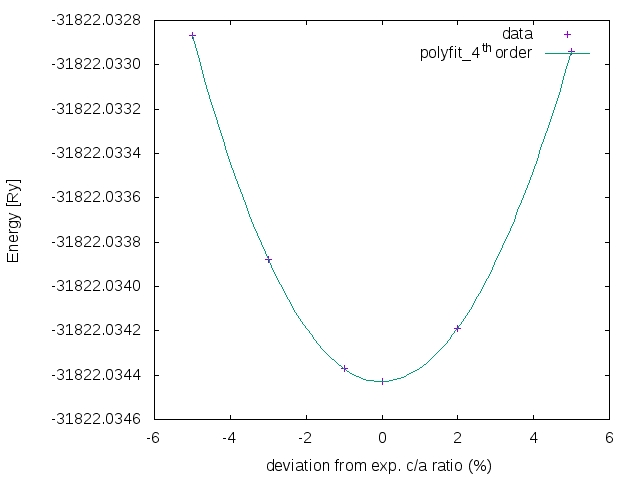 -31822.0328
-31822.0330
-31822.0332
-31822.0334
-31822.0336
-31822.0338
-31822.0340
-31822.0342
-31822.0344
-31822.0346
Energy [Ry]
data
polyfit_4th order
-6 -4 -2 0 2 4 6
deviation from exp. c/a ratio (%)